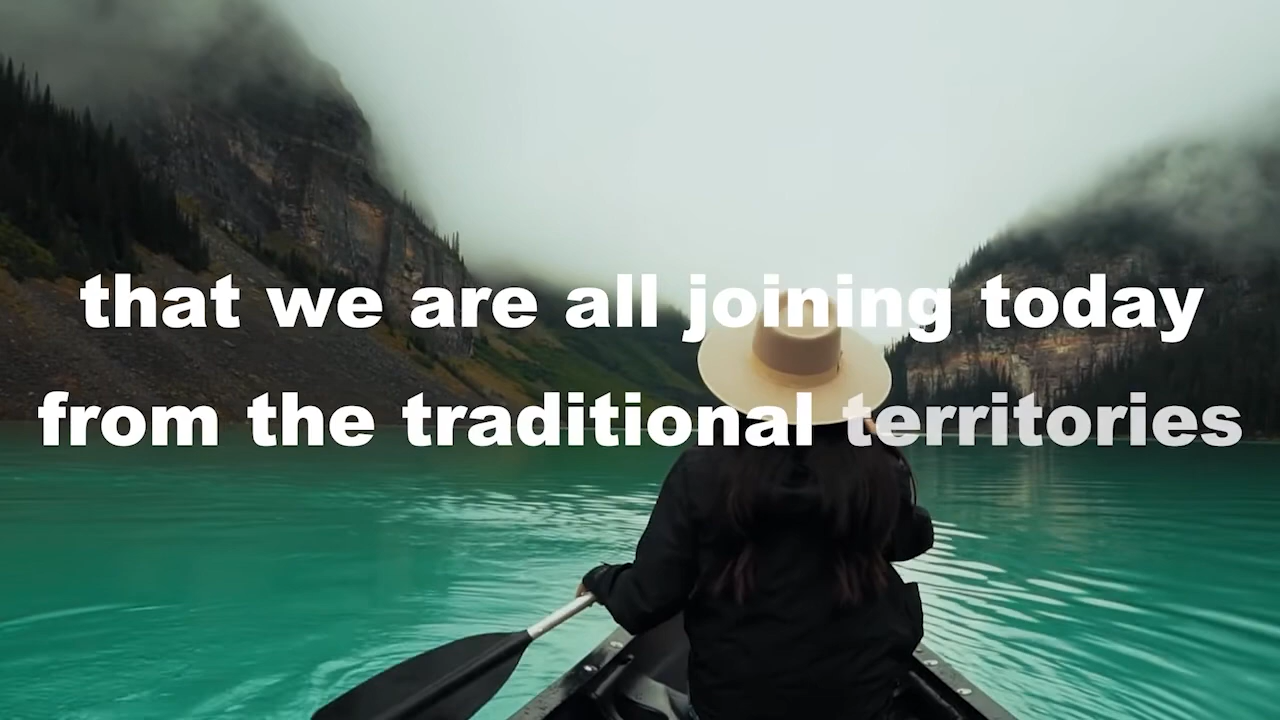 that we are all joining today
from the traditional territories